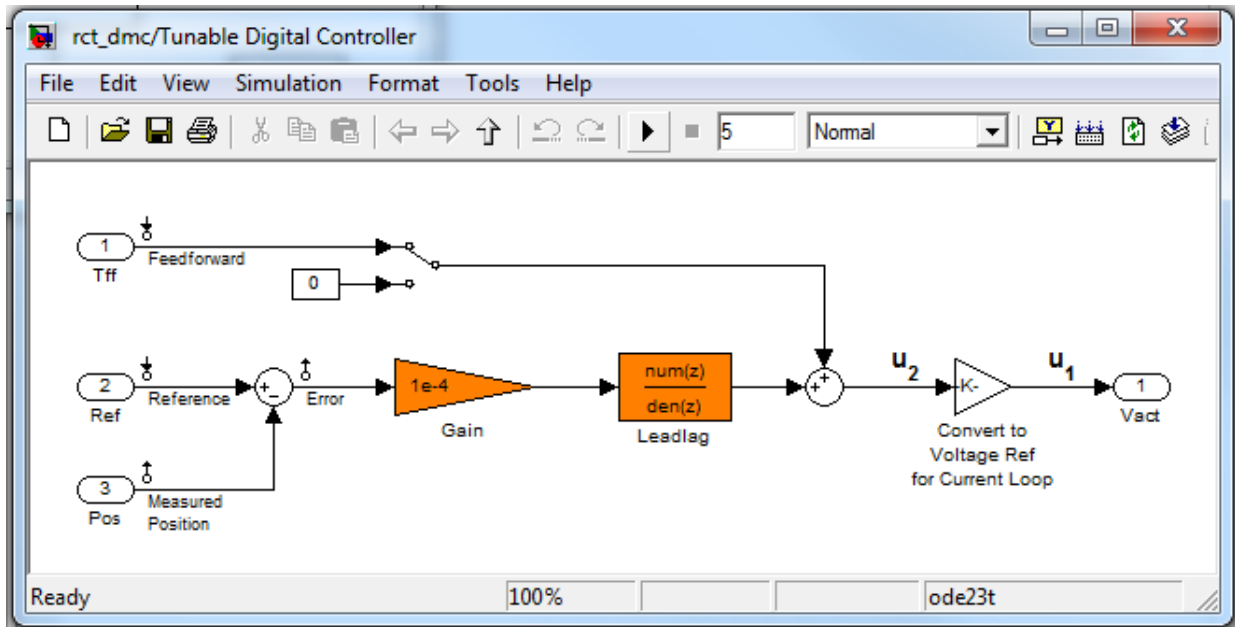 rct_dmc/Tunable Digital Controller
File Edit View Simulation Format Tools Help
5 Normal
1
Feedforward
Tff
0
2
Reference
Ref
+
−
Error
1e-4
Gain
num(z)
den(z)
Leadlag
+
+
u2
-K-
u1
Convert to
Voltage Ref
for Current Loop
1
Vact
3
Pos
Measured
Position
Ready 100% ode23t